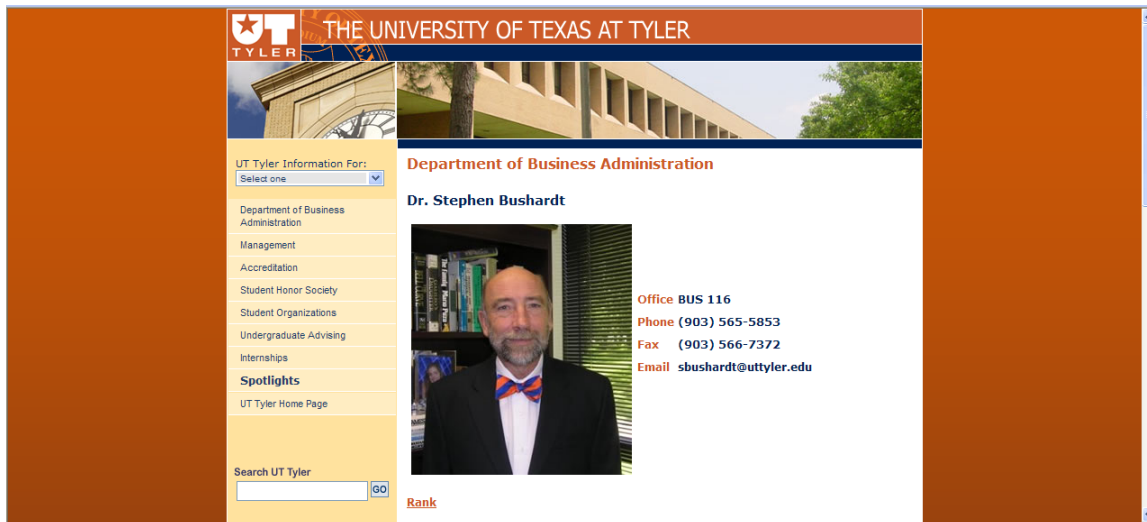 UT
TYLER
THE UNIVERSITY OF TEXAS AT TYLER
UT Tyler Information For:
Select one
Department of Business
Administration
Management
Accreditation
Student Honor Society
Student Organizations
Undergraduate Advising
Internships
Spotlights
UT Tyler Home Page
Search UT Tyler
GO
Department of Business Administration
Dr. Stephen Bushardt
Office BUS 116
Phone (903) 565-5853
Fax (903) 566-7372
Email sbushardt@uttyler.edu
Rank